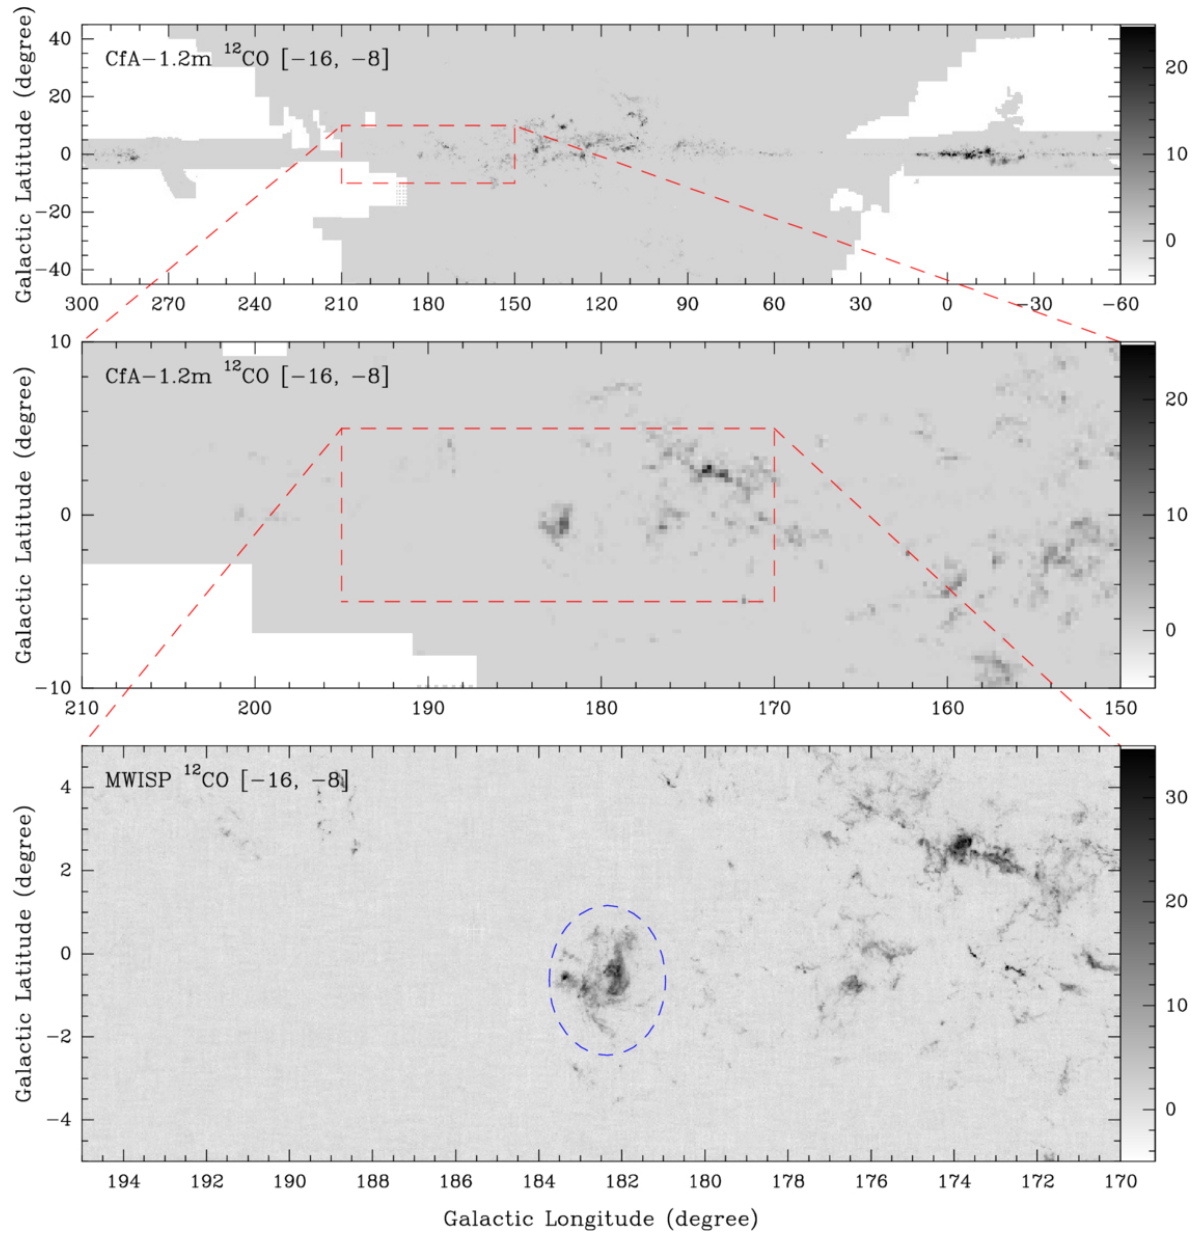 Galactic Latitude (degree)
CfA−1.2m ¹²CO [−16, −8]
40
20
0
−20
−40
20
10
0
300 270 240 210 180 150 120 90 60 30 0 −30 −60
Galactic Latitude (degree)
CfA−1.2m ¹²CO [−16, −8]
10
0
−10
20
10
0
210 200 190 180 170 160 150
Galactic Latitude (degree)
MWISP ¹²CO [−16, −8]
4
2
0
−2
−4
30
20
10
0
194 192 190 188 186 184 182 180 178 176 174 172 170
Galactic Longitude (degree)